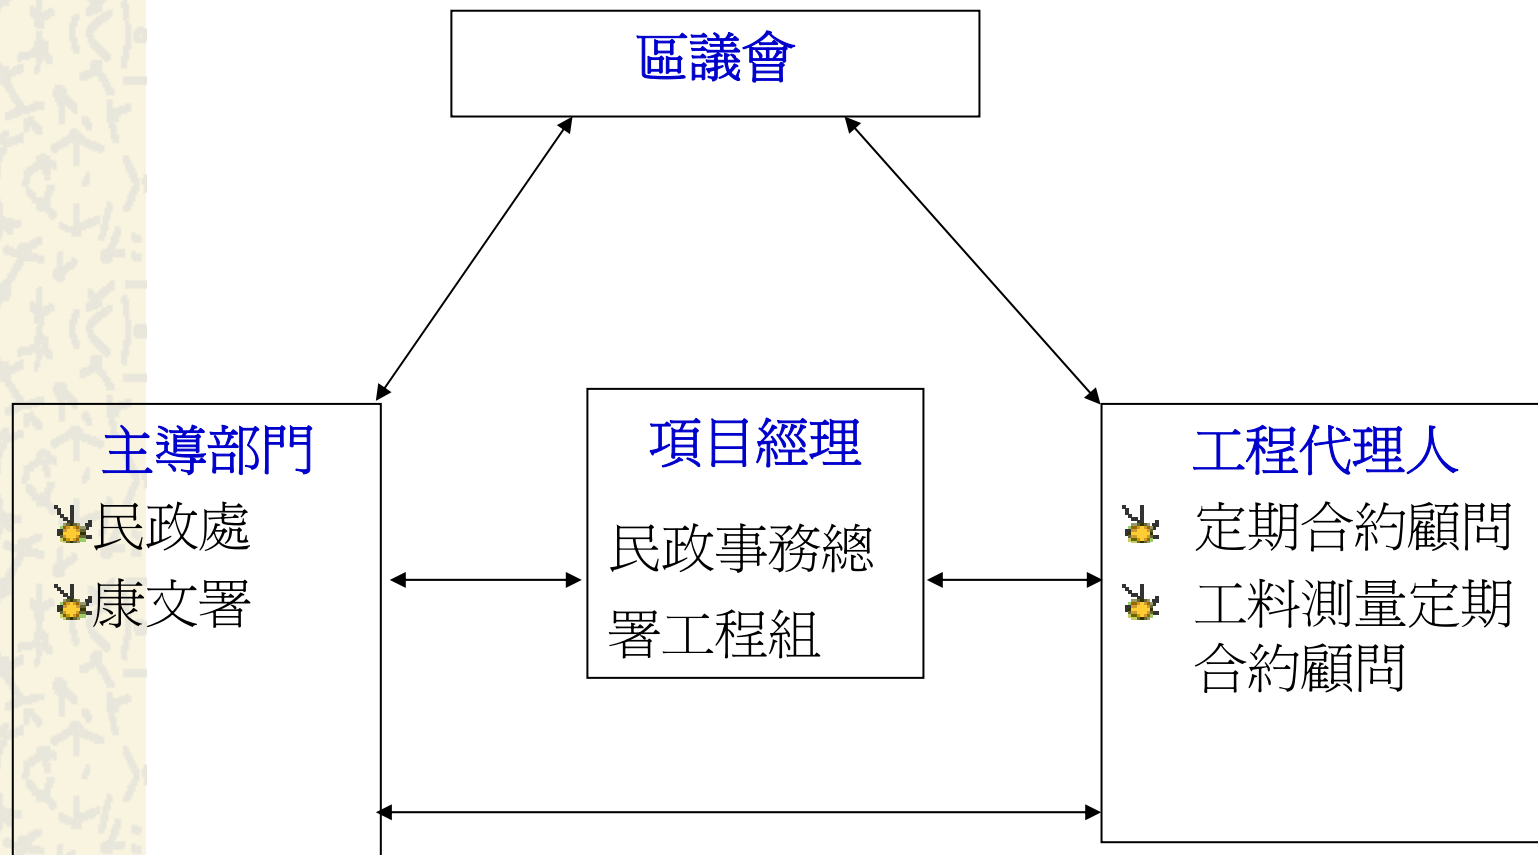 區議會
主導部門
民政處
康文署
項目經理
民政事務總
署工程組
工程代理人
定期合約顧問
工料測量定期
合約顧問